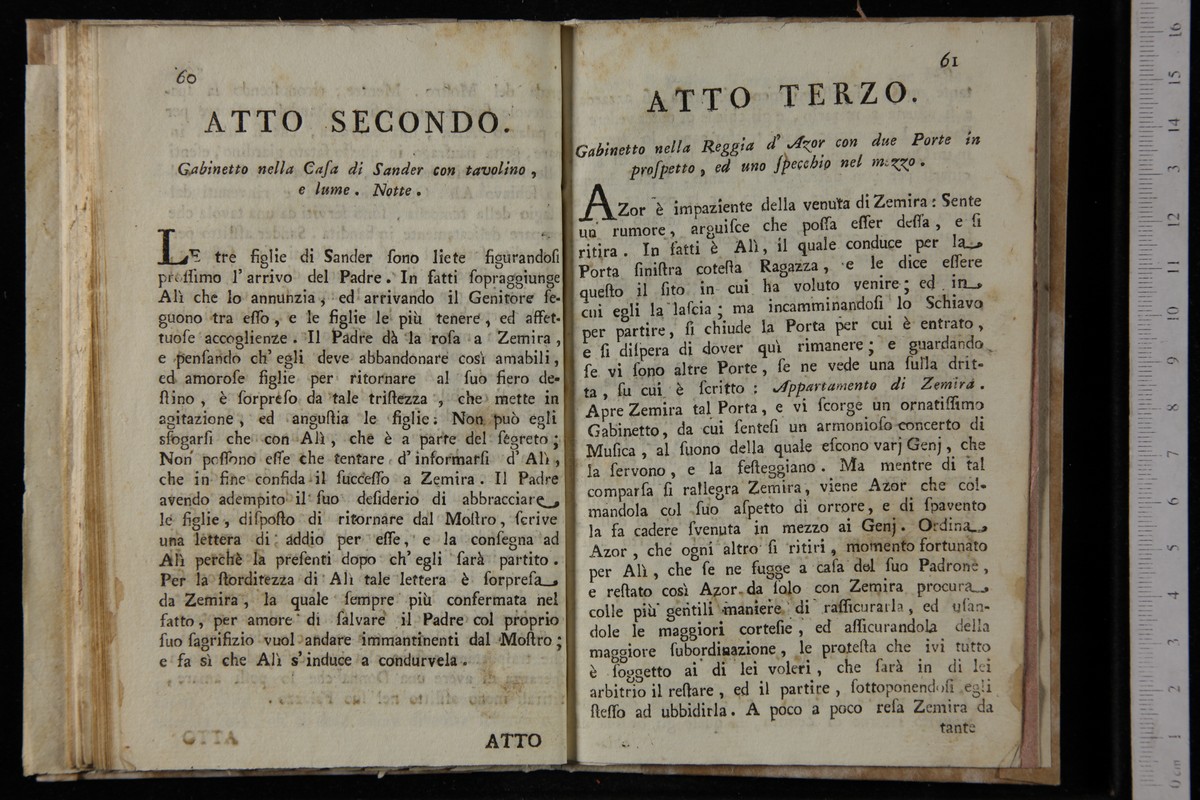 60
ATTO SECONDO.
Gabinetto nella Caſa di Sander con tavolino,
e lume. Notte.
LE tre figlie di Sander ſono liete figurandoſi
proſſimo l'arrivo del Padre. In fatti ſopraggiunge
Alì che lo annunzia, ed arrivando il Genitore ſe-
guono tra eſſo, e le figlie le più tenere, ed affet-
tuoſe accoglienze. Il Padre dà la roſa a Zemira,
e penſando ch'egli deve abbandonare così amabili,
ed amoroſe figlie per ritornare al ſuo fiero de-
ſtino, è ſorpreſo da tale triſtezza, che mette in
agitazione, ed anguſtia le figlie: Non può egli
sfogarſi che con Alì, che è a parte del ſegreto;
Non poſſono eſſe che tentare d'informarſi d'Alì,
che in fine confida il ſucceſſo a Zemira. Il Padre
avendo adempito il ſuo deſiderio di abbracciare
le figlie, diſpoſto di ritornare dal Moſtro, ſcrive
una lettera di addio per eſſe, e la conſegna ad
Alì perchè la preſenti dopo ch'egli ſarà partito.
Per la ſtorditezza di Alì tale lettera è ſorpreſa
da Zemira, la quale ſempre più confermata nel
fatto, per amore di ſalvare il Padre col proprio
ſuo ſagrifizio vuol andare immantinenti dal Moſtro;
e fa sì che Alì s'induce a condurvela.
ATTO
61
ATTO TERZO.
Gabinetto nella Reggia d'Azor con due Porte in
proſpetto, ed uno ſpecchio nel mezzo.
AZor è impaziente della venuta di Zemira: Sente
un rumore, arguiſce che poſſa eſſer deſſa, e ſi
ritira. In fatti è Alì, il quale conduce per la
Porta ſiniſtra coteſta Ragazza, e le dice eſſere
queſto il ſito in cui ha voluto venire; ed in
cui egli la laſcia; ma incamminandoſi lo Schiavo
per partire, ſi chiude la Porta per cui è entrato,
e ſi diſpera di dover quì rimanere; e guardando
ſe vi ſono altre Porte, ſe ne vede una ſulla drit-
ta, ſu cui è ſcritto: Appartamento di Zemira.
Apre Zemira tal Porta, e vi ſcorge un ornatiſſimo
Gabinetto, da cui ſenteſi un armonioſo concerto di
Muſica, al ſuono della quale eſcono varj Genj, che
la ſervono, e la feſteggiano. Ma mentre di tal
comparſa ſi rallegra Zemira, viene Azor che col-
mandola col ſuo aſpetto di orrore, e di ſpavento
la fa cadere ſvenuta in mezzo ai Genj. Ordina
Azor, che ogni altro ſi ritiri, momento fortunato
per Alì, che ſe ne fugge a caſa del ſuo Padrone,
e reſtato così Azor da ſolo con Zemira procura
colle più gentili maniere di raſſicurarla, ed uſan-
dole le maggiori corteſie, ed aſſicurandola della
maggiore ſubordinazione, le proteſta che ivi tutto
è ſoggetto ai di lei voleri, che ſarà in di lei
arbitrio il reſtare, ed il partire, ſottoponendoſi egli
ſteſſo ad ubbidirla. A poco a poco reſa Zemira da
tante